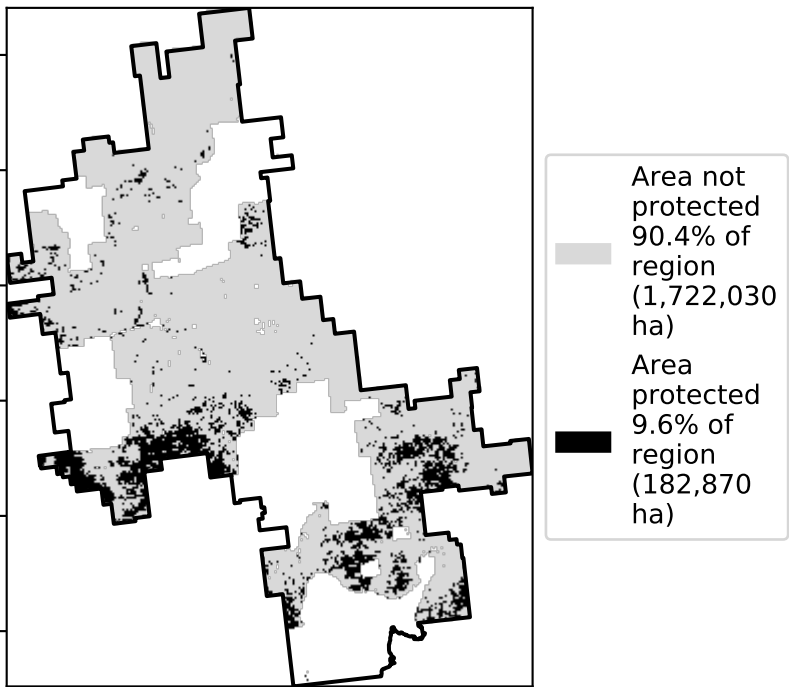 Area not
protected
90.4% of
region
(1,722,030
ha)
Area
protected
9.6% of
region
(182,870
ha)